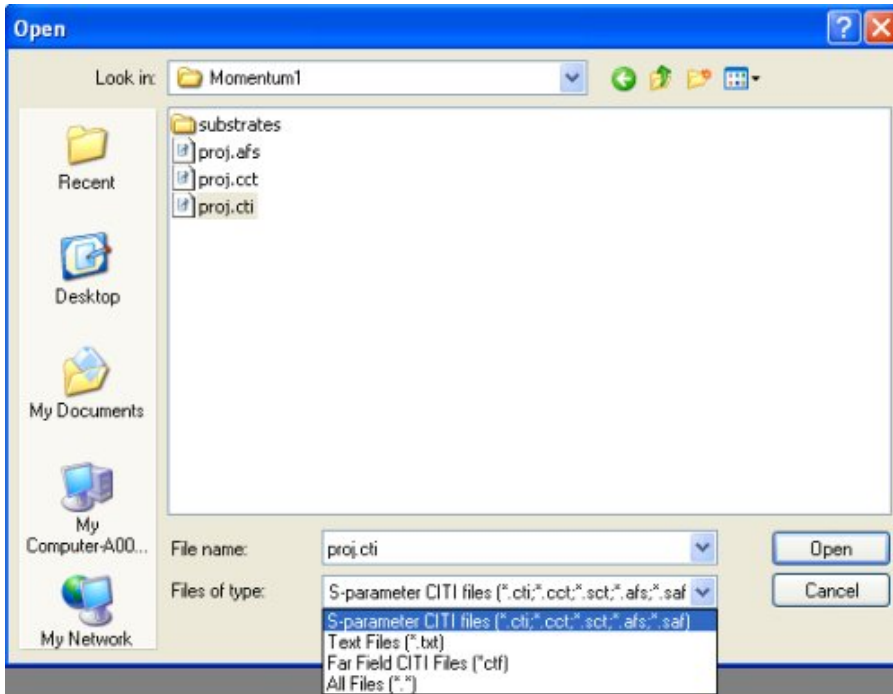 Open
Look in: Momentum1
substrates
proj.afs
proj.cct
proj.cti
Recent
Desktop
My Documents
My
Computer-A00...
My Network
File name: proj.cti Open
Files of type: S-parameter CITI files (*.cti;*.cct;*.sct;*.afs;*.saf Cancel
S-parameter CITI files (*.cti;*.cct;*.sct;*.afs;*.saf)
Text Files (*.txt)
Far Field CITI Files (*ctf)
All Files (*.*)